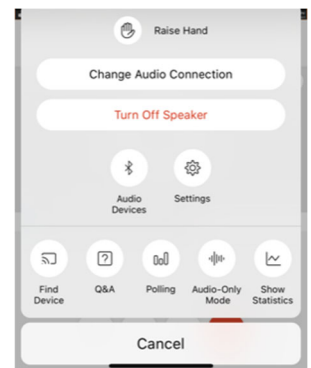 Raise Hand
Change Audio Connection
Turn Off Speaker
Audio
Devices
Settings
Find
Device
Q&A
Polling
Audio-Only
Mode
Show
Statistics
Cancel